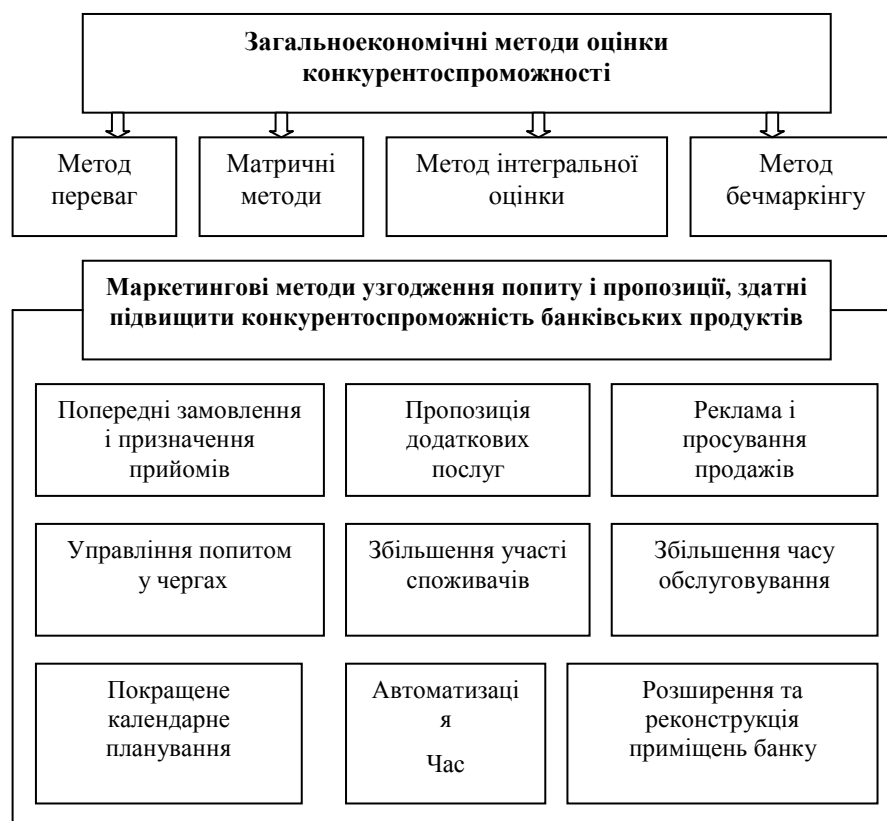 Загальноекономічні методи оцінки
конкурентоспроможності
Метод
переваг
Матричні
методи
Метод інтегральної
оцінки
Метод
бечмаркінгу
Маркетингові методи узгодження попиту і пропозиції, здатні
підвищити конкурентоспроможність банківських продуктів
Попередні замовлення
і призначення
прийомів
Пропозиція
додаткових
послуг
Реклама і
просування
продажів
Управління попитом
у чергах
Збільшення участі
споживачів
Збільшення часу
обслуговування
Покращене
календарне
планування
Автоматизаці
я
Час
Розширення та
реконструкція
приміщень банку